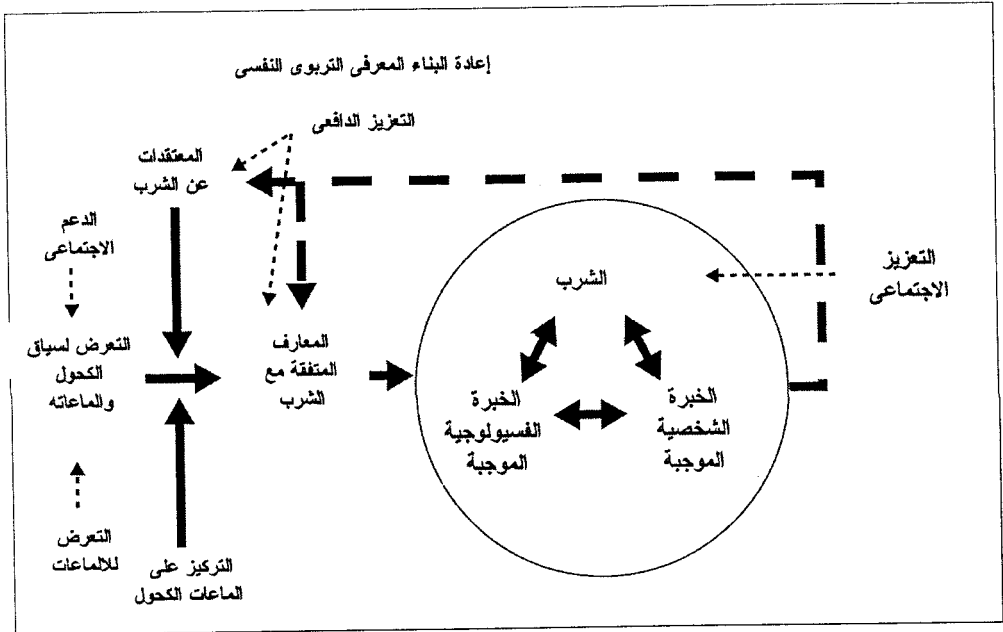 إعادة البناء المعرفى التربوى النفسى
التعزيز الدافعى
المعتقدات
عن الشرب
الدعم
الاجتماعى
التعزيز
الاجتماعى
الشرب
التعرض لسياق
الكحول
والماعاته
المعارف
المتفقة مع
الشرب
الخبرة
الشخصية
الموجبة
الخبرة
الفسيولوجية
الموجبة
التعرض
للالماعات
التركيز على
الماعات الكحول